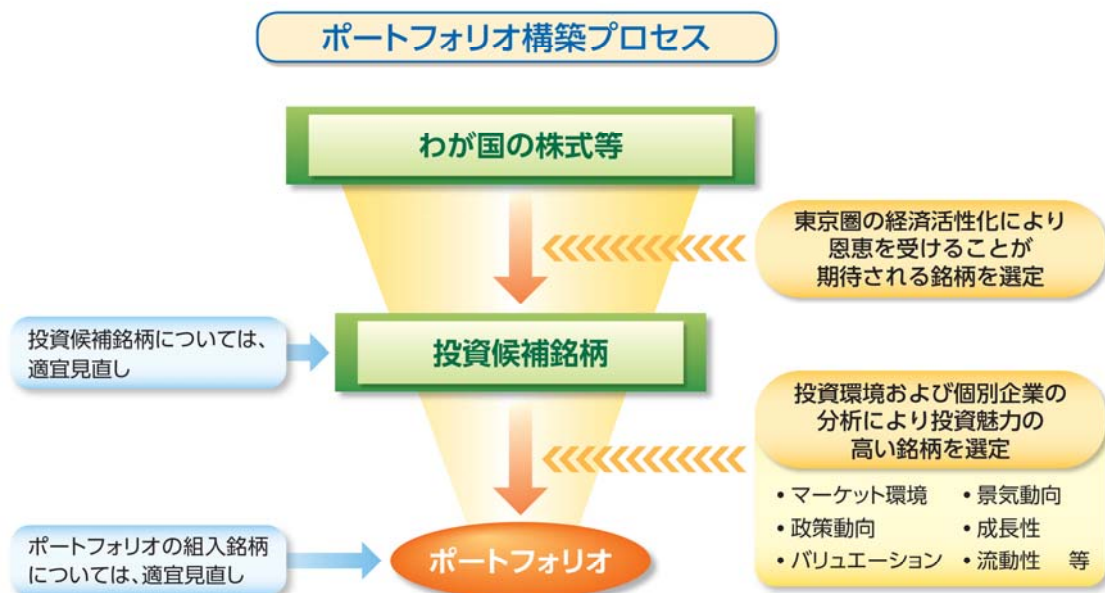 ポートフォリオ構築プロセス
わが国の株式等
東京圏の経済活性化により
恩恵を受けることが
期待される銘柄を選定
投資候補銘柄については、
適宜見直し
投資候補銘柄
投資環境および個別企業の
分析により投資魅力の
高い銘柄を選定
• マーケット環境 • 景気動向
• 政策動向 • 成長性
• バリュエーション • 流動性 等
ポートフォリオの組入銘柄
については、適宜見直し
ポートフォリオ